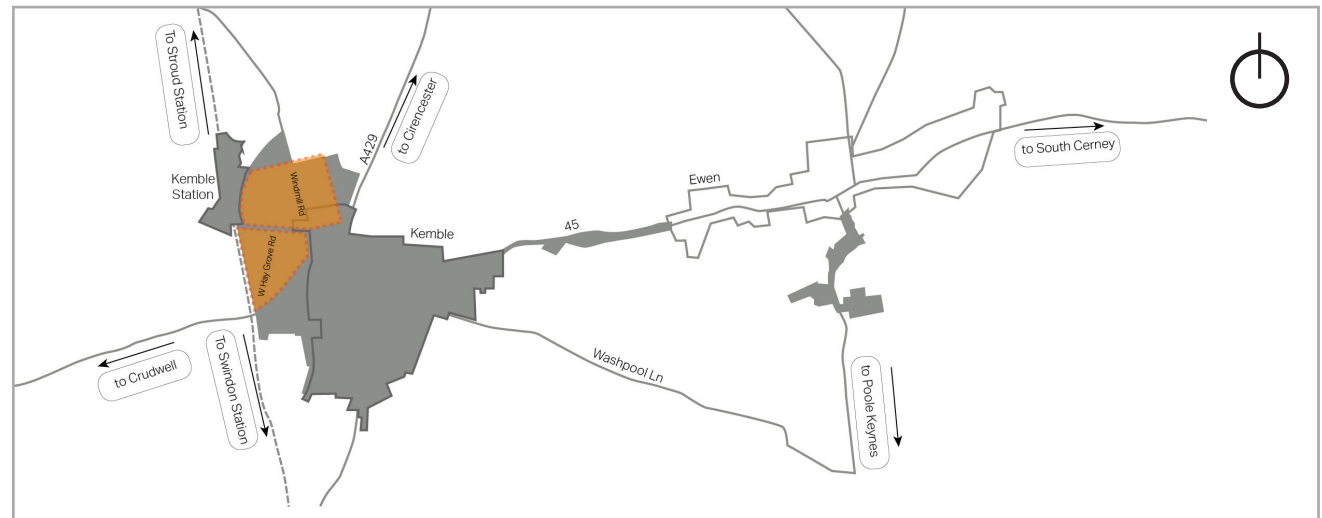 To Stroud Station
A429
to Cirencester
Kemble
Station
Windmill Rd
W Hay Grove Rd
Kemble
45
Ewen
to South Cerney
to Crudwell
To Swindon Station
Washpool Ln
to Poole Keynes